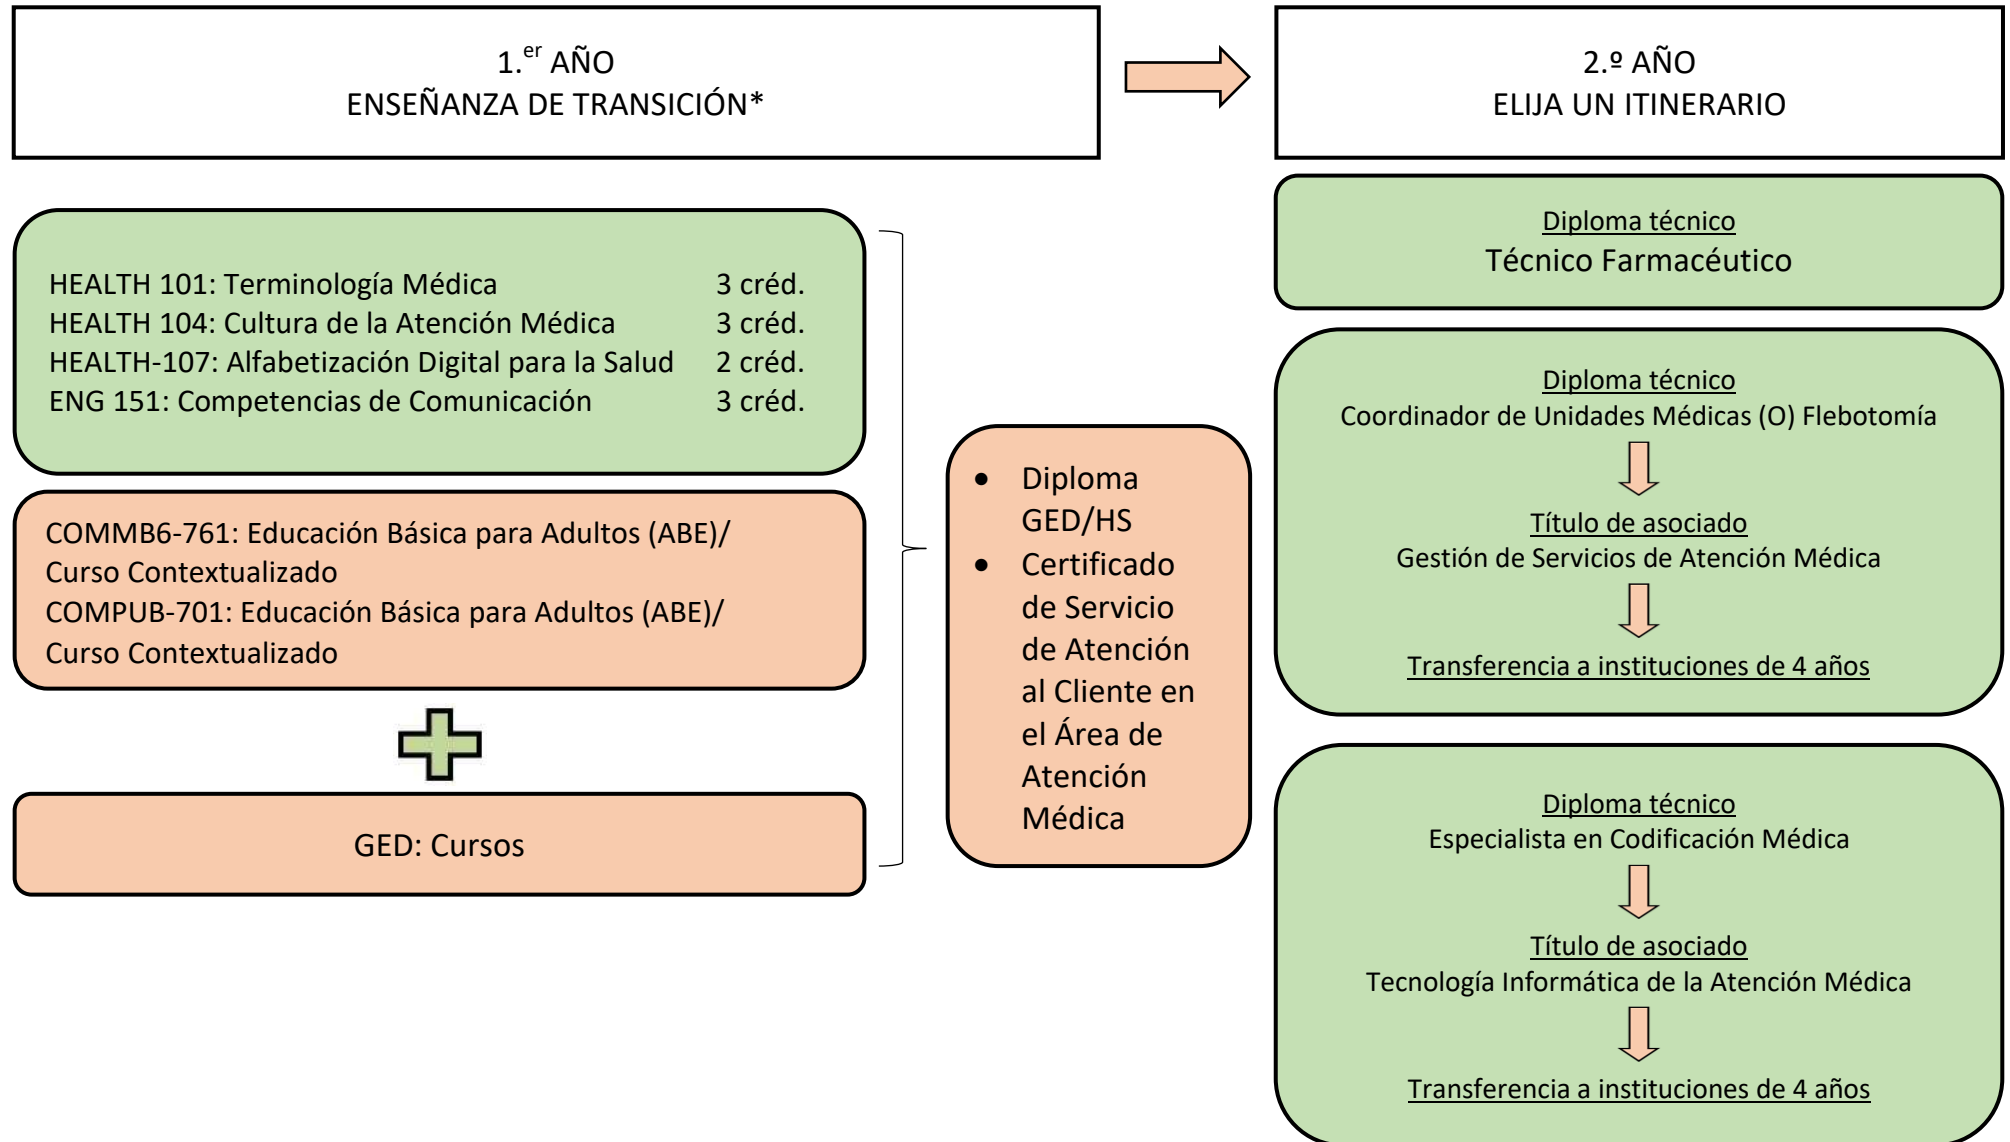 1.er AÑO
ENSEÑANZA DE TRANSICIÓN*
2.º AÑO
ELIJA UN ITINERARIO
HEALTH 101: Terminología Médica 3 créd.
HEALTH 104: Cultura de la Atención Médica 3 créd.
HEALTH-107: Alfabetización Digital para la Salud 2 créd.
ENG 151: Competencias de Comunicación 3 créd.
COMMB6-761: Educación Básica para Adultos (ABE)/
Curso Contextualizado
COMPUB-701: Educación Básica para Adultos (ABE)/
Curso Contextualizado
GED: Cursos
• Diploma
GED/HS
• Certificado
de Servicio
de Atención
al Cliente en
el Área de
Atención
Médica
Diploma técnico
Técnico Farmacéutico
Diploma técnico
Coordinador de Unidades Médicas (O) Flebotomía
Título de asociado
Gestión de Servicios de Atención Médica
Transferencia a instituciones de 4 años
Diploma técnico
Especialista en Codificación Médica
Título de asociado
Tecnología Informática de la Atención Médica
Transferencia a instituciones de 4 años